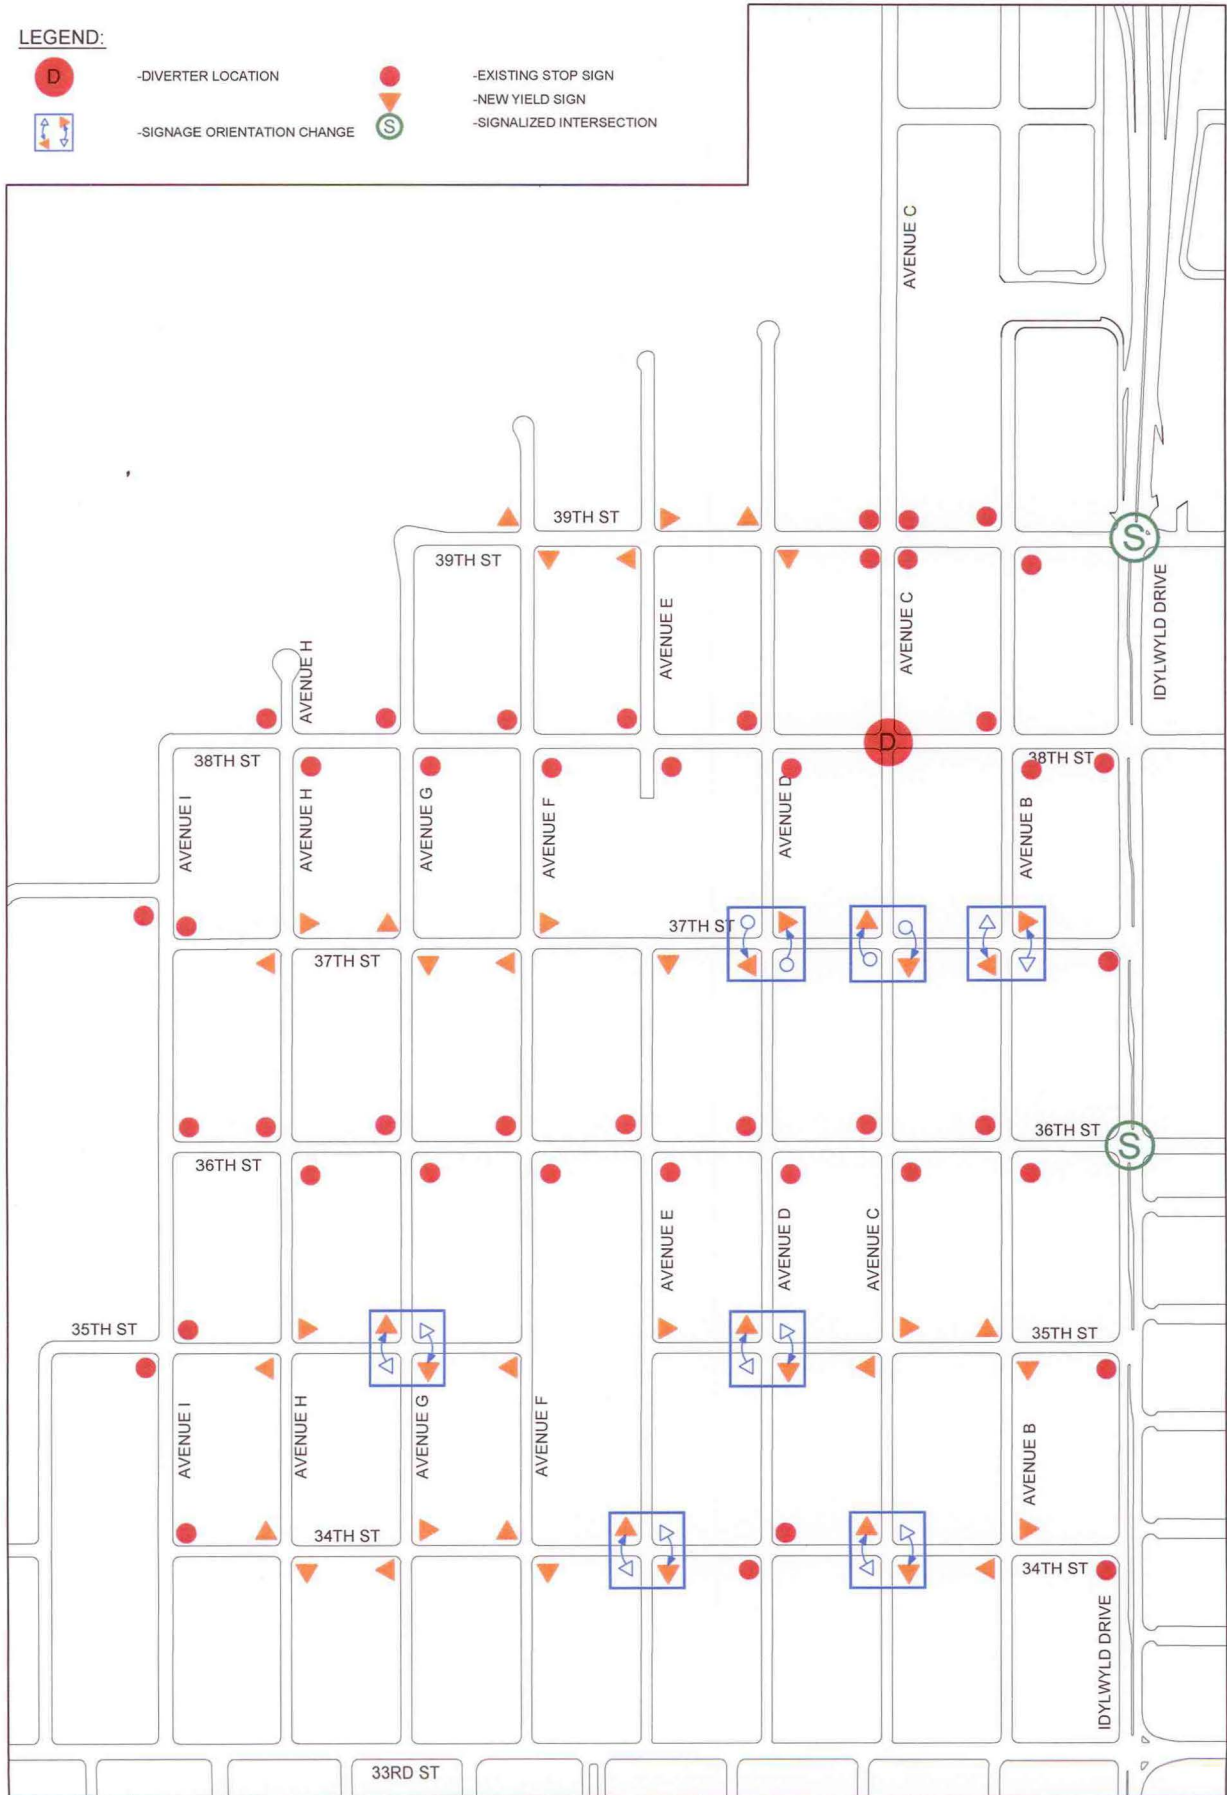 LEGEND:
D
-DIVERTER LOCATION
-EXISTING STOP SIGN
-NEW YIELD SIGN
-SIGNAGE ORIENTATION CHANGE
S
-SIGNALIZED INTERSECTION
AVENUE C
39TH ST
S
39TH ST
AVENUE E
AVENUE C
IDYLWYLD DRIVE
AVENUE H
D
38TH ST
38TH ST
AVENUE I
AVENUE H
AVENUE G
AVENUE F
AVENUE D
AVENUE B
37TH ST
37TH ST
36TH ST
S
36TH ST
AVENUE E
AVENUE D
AVENUE C
35TH ST
35TH ST
AVENUE I
AVENUE H
AVENUE G
AVENUE F
AVENUE B
34TH ST
34TH ST
IDYLWYLD DRIVE
33RD ST